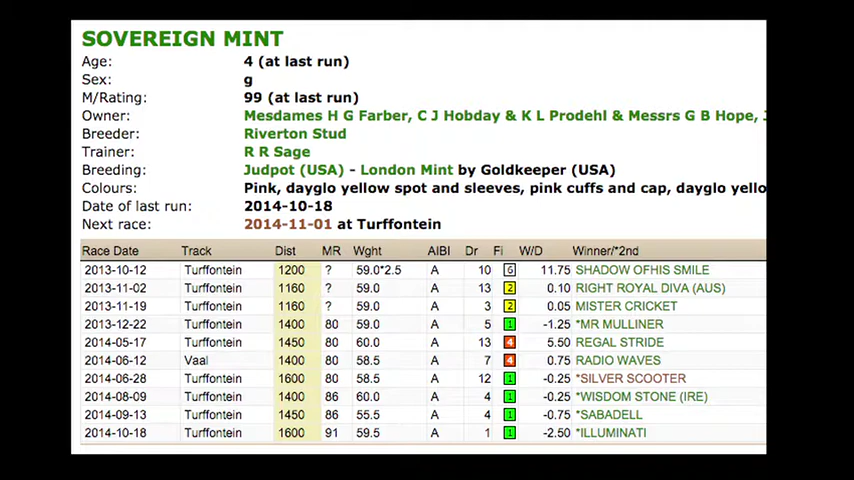 SOVEREIGN MINT
Age: 4 (at last run)
Sex: g
M/Rating: 99 (at last run)
Owner: Mesdames H G Farber, C J Hobday & K L Prodehl & Messrs G B Hope,
Breeder: Riverton Stud
Trainer: R R Sage
Breeding: Judpot (USA) - London Mint by Goldkeeper (USA)
Colours: Pink, dayglo yellow spot and sleeves, pink cuffs and cap, dayglo yello
Date of last run: 2014-10-18
Next race: 2014-11-01 at Turffontein
Race Date Track Dist MR Wght AIBI Dr Fi W/D Winner/*2nd
2013-10-12 Turffontein 1200 ? 59.0*2.5 A 10 6 11.75 SHADOW OFHIS SMILE
2013-11-02 Turffontein 1160 ? 59.0 A 13 2 0.10 RIGHT ROYAL DIVA (AUS)
2013-11-19 Turffontein 1160 ? 59.0 A 3 2 0.05 MISTER CRICKET
2013-12-22 Turffontein 1400 80 59.0 A 5 1 -1.25 *MR MULLINER
2014-05-17 Turffontein 1450 80 60.0 A 13 4 5.50 REGAL STRIDE
2014-06-12 Vaal 1400 80 58.5 A 7 4 0.75 RADIO WAVES
2014-06-28 Turffontein 1600 80 58.5 A 12 1 -0.25 *SILVER SCOOTER
2014-08-09 Turffontein 1400 86 60.0 A 4 1 -0.25 *WISDOM STONE (IRE)
2014-09-13 Turffontein 1450 86 55.5 A 4 1 -0.75 *SABADELL
2014-10-18 Turffontein 1600 91 59.5 A 1 1 -2.50 *ILLUMINATI